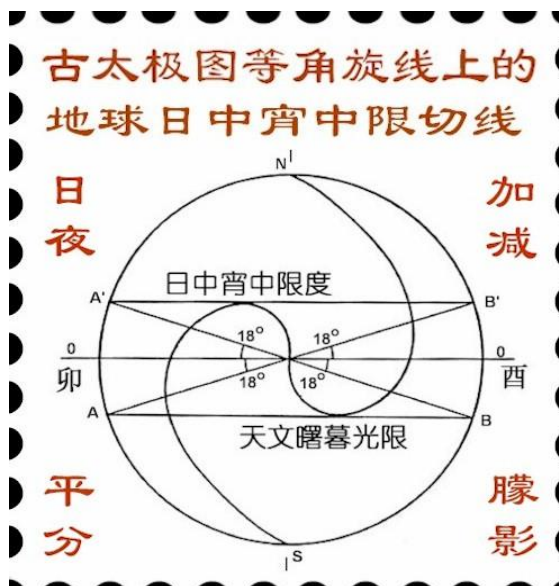 古太极图等角旋线上的
地球日中宵中限切线
N
日夜
加减
日中宵中限度
A'
B'
18° 18°
0
0
卯
酉
18° 18°
A
B
天文曙暮光限
平分
朦影
S